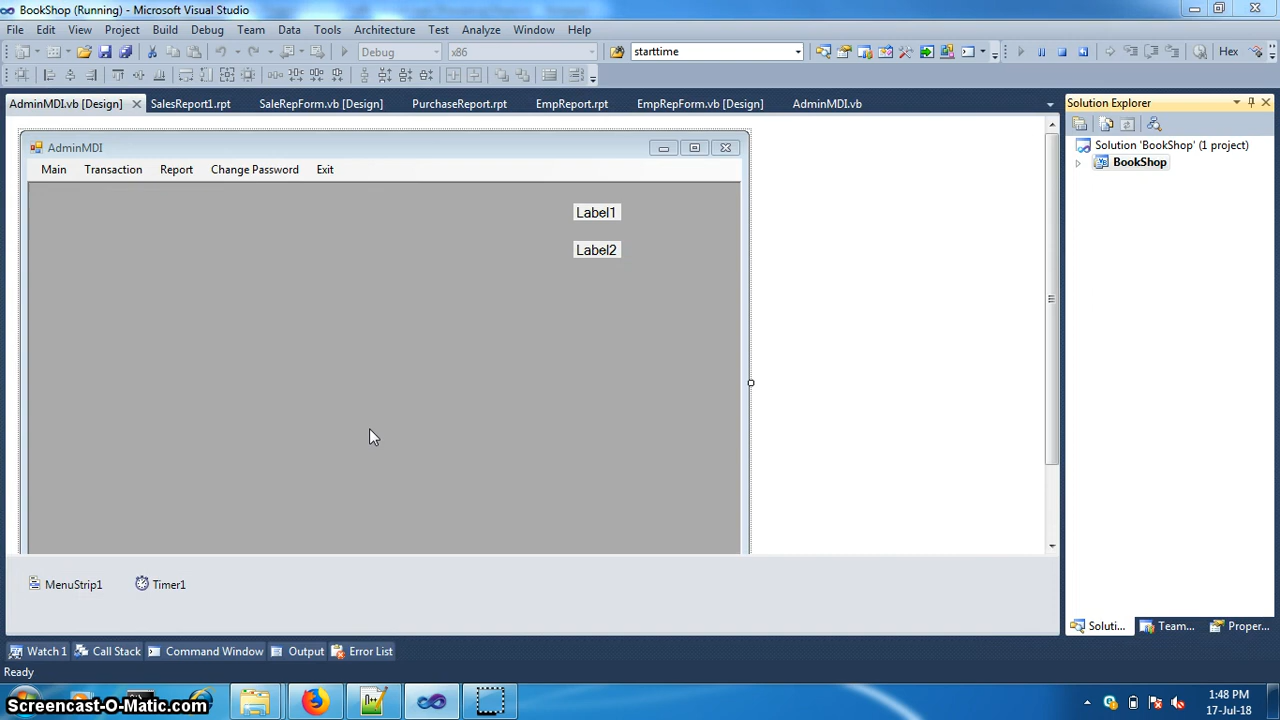 BookShop (Running) - Microsoft Visual Studio
File Edit View Project Build Debug Team Data Tools Architecture Test Analyze Window Help
Debug x86 starttime Hex
AdminMDI.vb [Design] SalesReport1.rpt SaleRepForm.vb [Design] PurchaseReport.rpt EmpReport.rpt EmpRepForm.vb [Design] AdminMDI.vb
Solution Explorer
AdminMDI
Main Transaction Report Change Password Exit
Label1
Label2
Solution 'BookShop' (1 project)
BookShop
MenuStrip1 Timer1
Soluti... Team... Proper...
Watch 1 Call Stack Command Window Output Error List
Ready
Screencast-O-Matic.com
1:48 PM
17-Jul-18